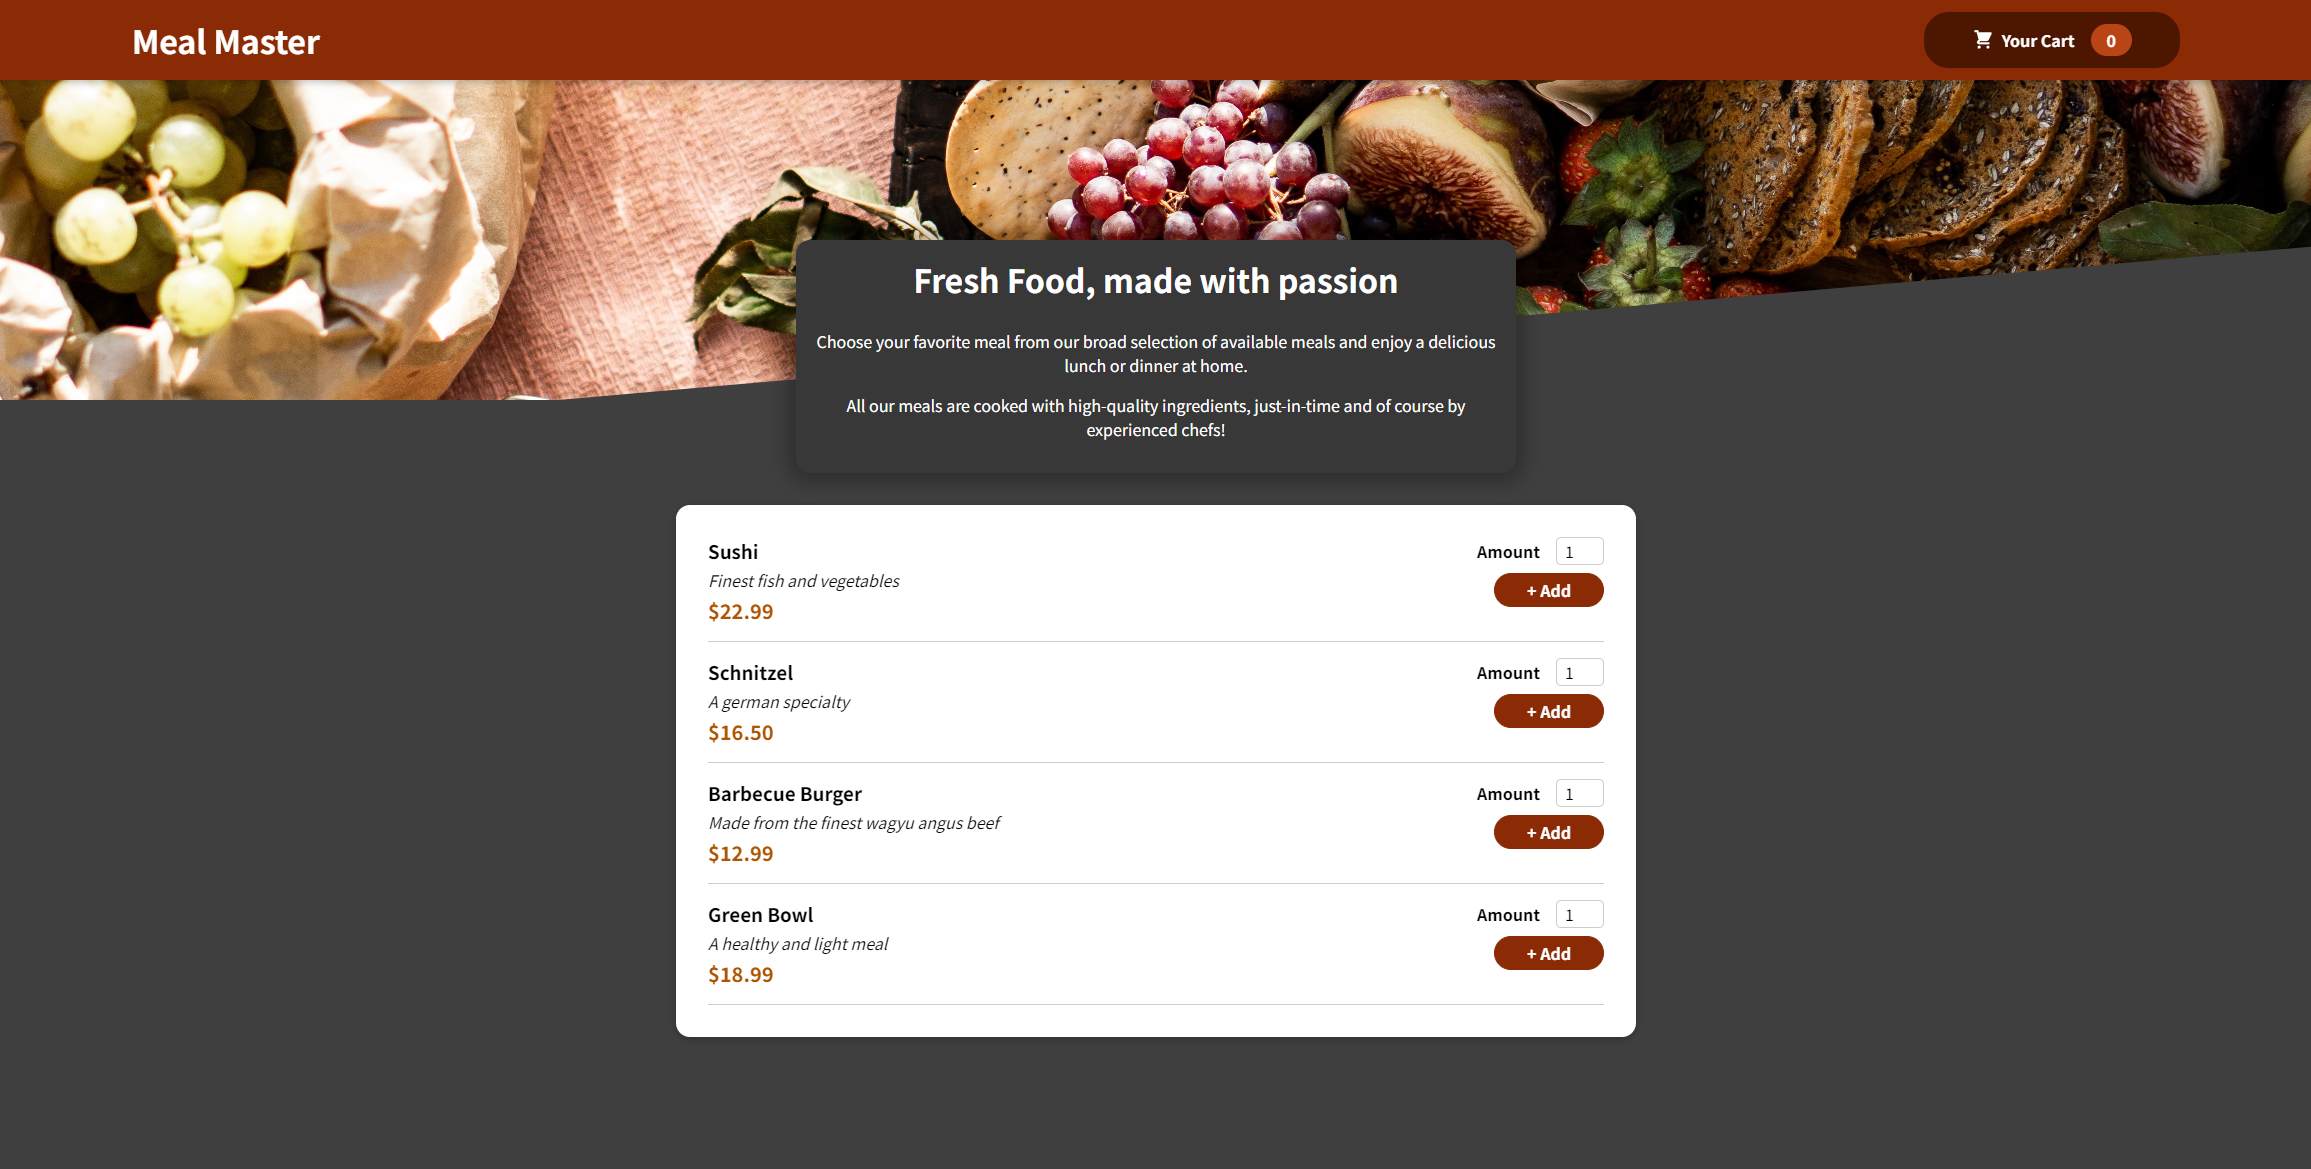 Meal Master
Your Cart 0
Fresh Food, made with passion
Choose your favorite meal from our broad selection of available meals and enjoy a delicious
lunch or dinner at home.
All our meals are cooked with high-quality ingredients, just-in-time and of course by
experienced chefs!
Sushi
Finest fish and vegetables
$22.99
Amount 1
+ Add
Schnitzel
A german specialty
$16.50
Amount 1
+ Add
Barbecue Burger
Made from the finest wagyu angus beef
$12.99
Amount 1
+ Add
Green Bowl
A healthy and light meal
$18.99
Amount 1
+ Add